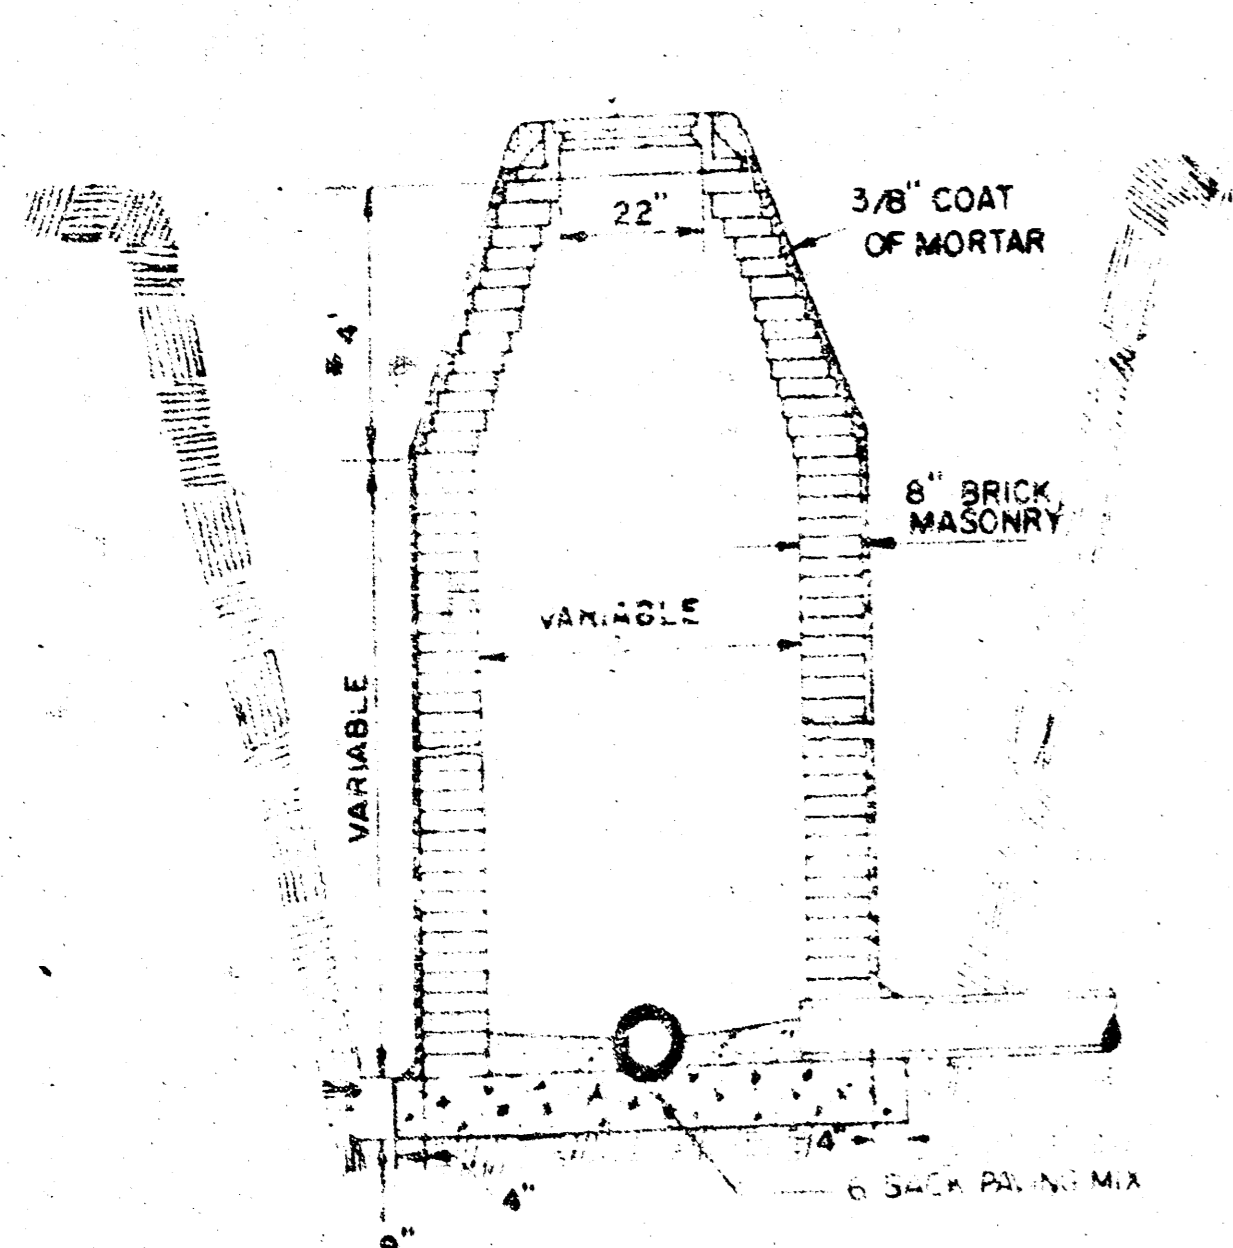 22"
3/8" COAT
OF MORTAR
4'
8" BRICK
MASONRY
VARIABLE
VARIABLE
4"
4"
6 SACK PAVING MIX